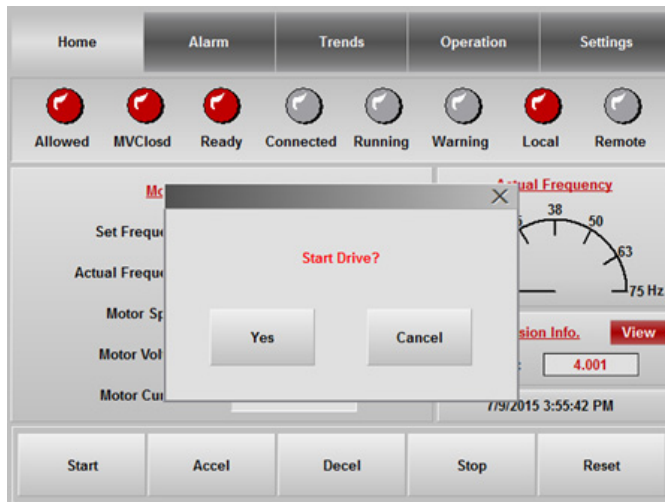 Home Alarm Trends Operation Settings
Allowed MVClosd Ready Connected Running Warning Local Remote
Actual Frequency
38 50
63
75 Hz
Set Frequ
Actual Frequ
Motor Sp
Motor Vol
Motor Cur
Start Drive?
Yes Cancel
sion Info. View
4.001
7/9/2015 3:55:42 PM
Start Accel Decel Stop Reset